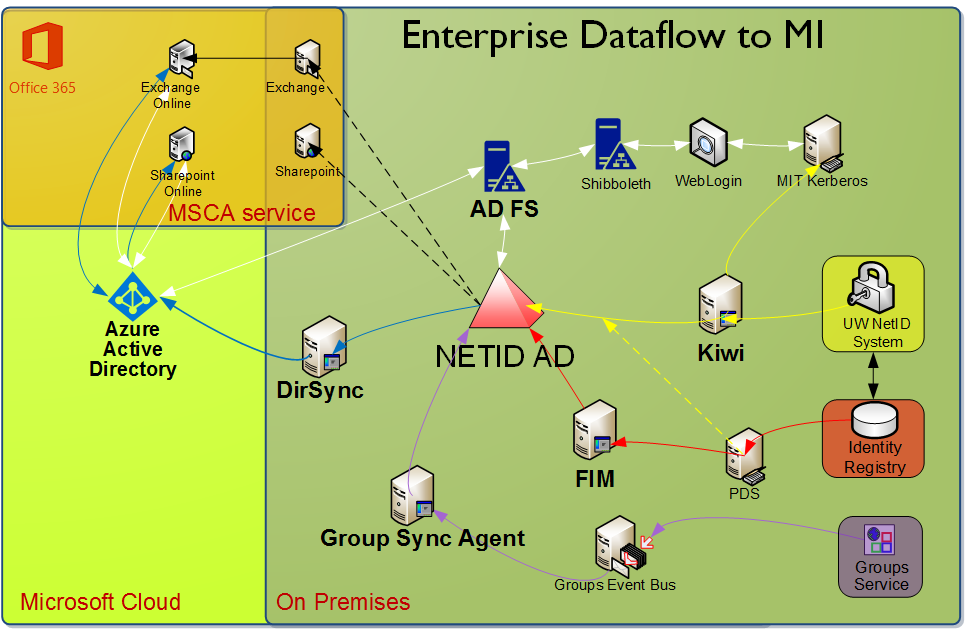 Enterprise Dataflow to MI
Office 365
Exchange
Online
Exchange
Sharepoint
Online
Sharepoint
MSCA service
AD FS
Shibboleth
WebLogin
MIT Kerberos
Azure
Active
Directory
DirSync
NETID AD
Kiwi
UW NetID
System
FIM
PDS
Identity
Registry
Group Sync Agent
Groups Event Bus
Groups
Service
Microsoft Cloud
On Premises